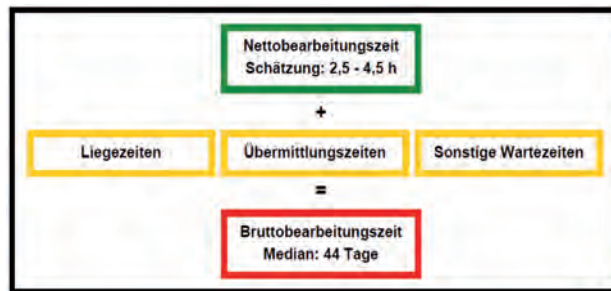 Nettobearbeitungszeit
Schätzung: 2,5 - 4,5 h
+
Liegezeiten Übermittlungszeiten Sonstige Wartezeiten
=
Bruttobearbeitungszeit
Median: 44 Tage